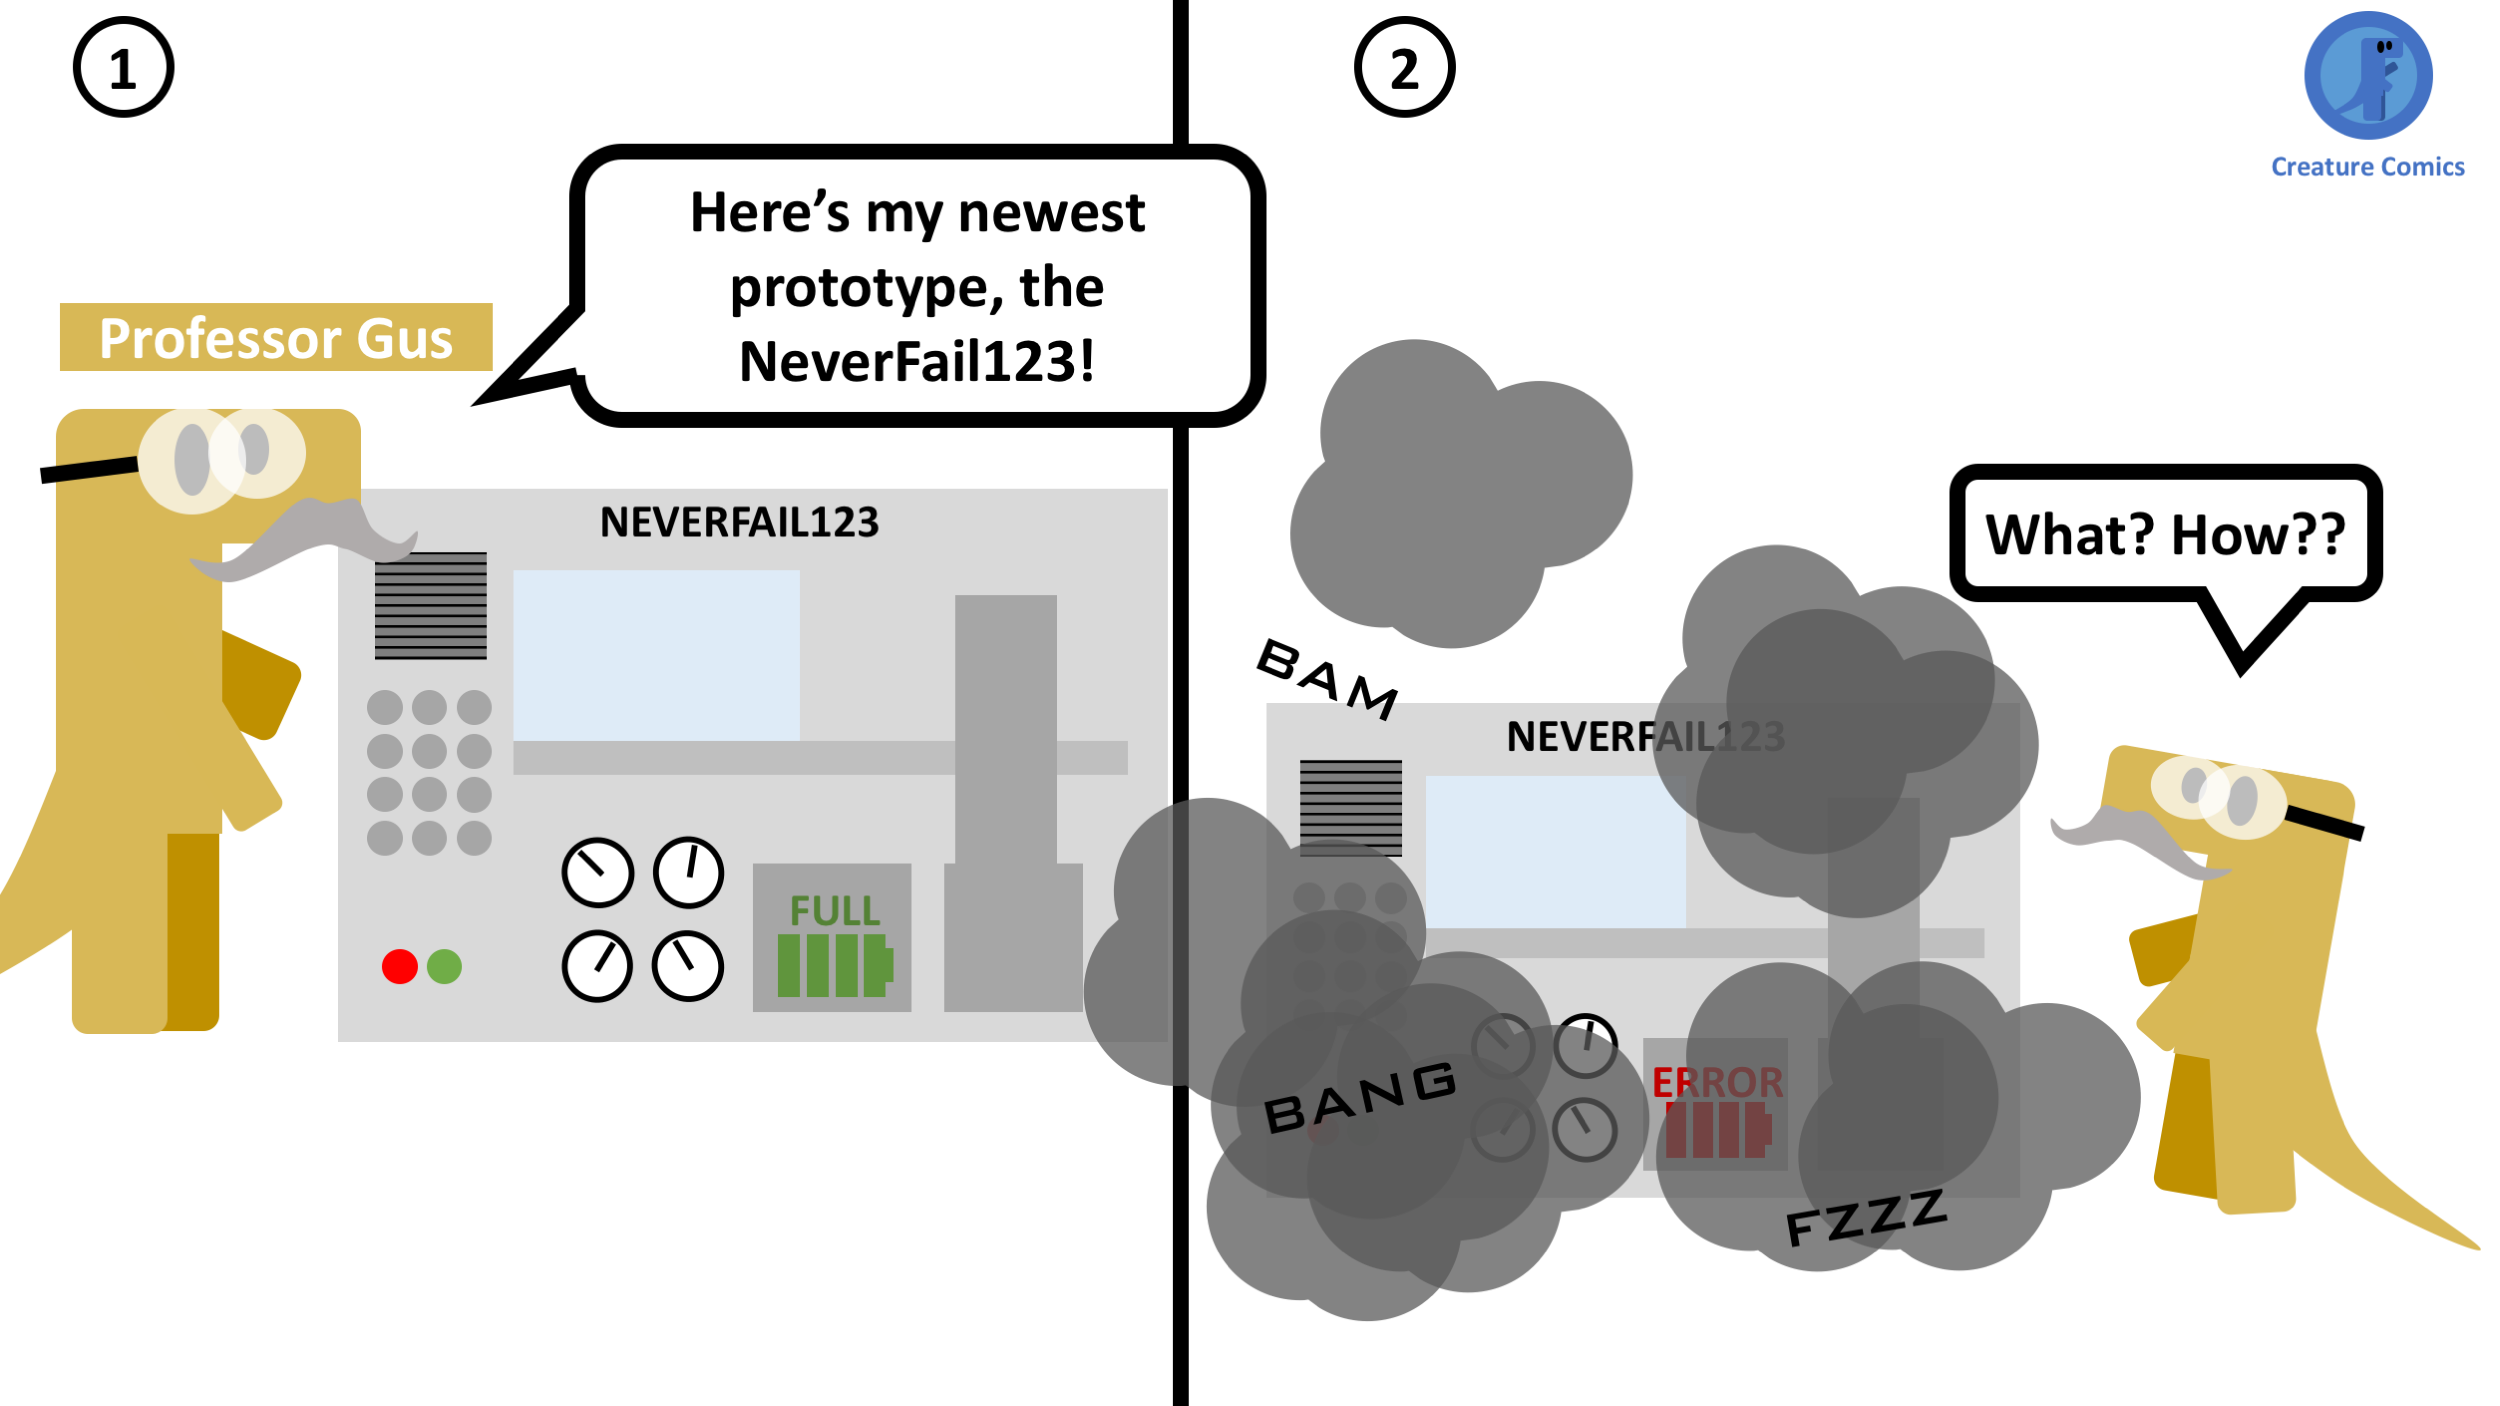 1
Here’s my newest
prototype, the
NeverFail123!
Professor Gus
NEVERFAIL123
FULL
2
Creature Comics
What? How??
BAM
NEVERFAIL123
BANG
ERROR
FZZZ